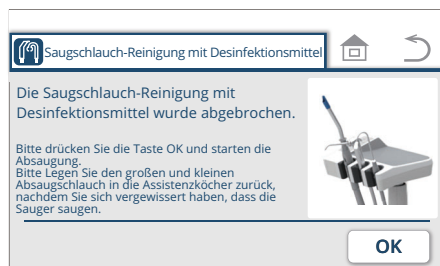 Saugschlauch-Reinigung mit Desinfektionsmittel
Die Saugschlauch-Reinigung mit
Desinfektionsmittel wurde abgebrochen.
Bitte drücken Sie die Taste OK und starten die
Absaugung.
Bitte Legen Sie den großen und kleinen
Absaugschlauch in die Assistenzköcher zurück,
nachdem Sie sich vergewissert haben, dass die
Sauger saugen.
OK